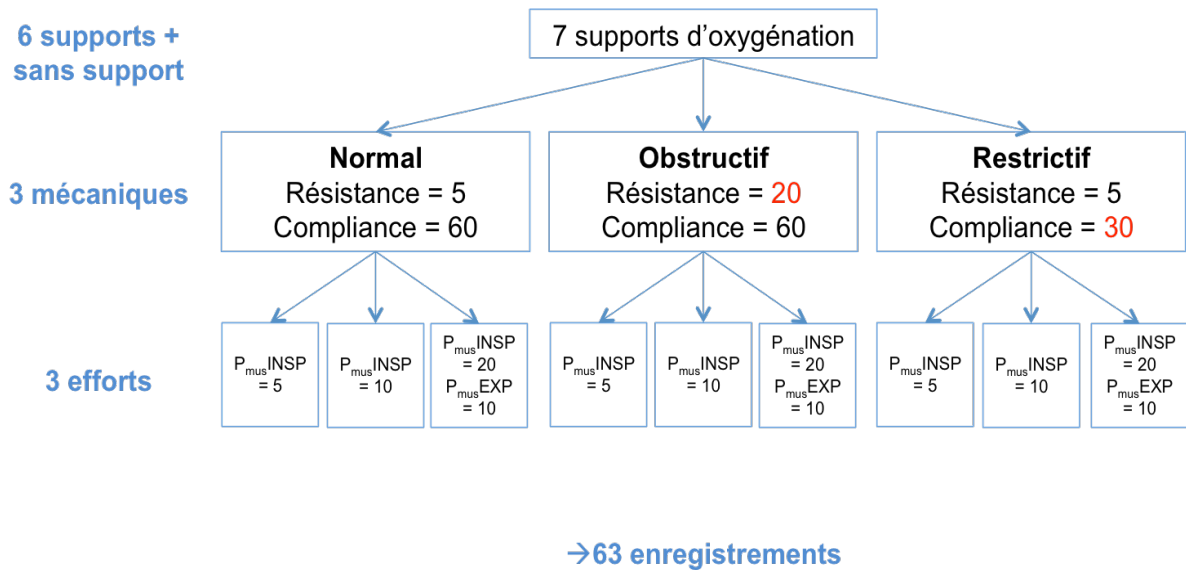 6 supports +
sans support
7 supports d'oxygénation
3 mécaniques
Normal
Résistance = 5
Compliance = 60
Obstructif
Résistance = 20
Compliance = 60
Restrictif
Résistance = 5
Compliance = 30
3 efforts
PmusINSP
= 5
PmusINSP
= 10
PmusINSP
= 20
PmusEXP
= 10
PmusINSP
= 5
PmusINSP
= 10
PmusINSP
= 20
PmusEXP
= 10
PmusINSP
= 5
PmusINSP
= 10
PmusINSP
= 20
PmusEXP
= 10
→63 enregistrements